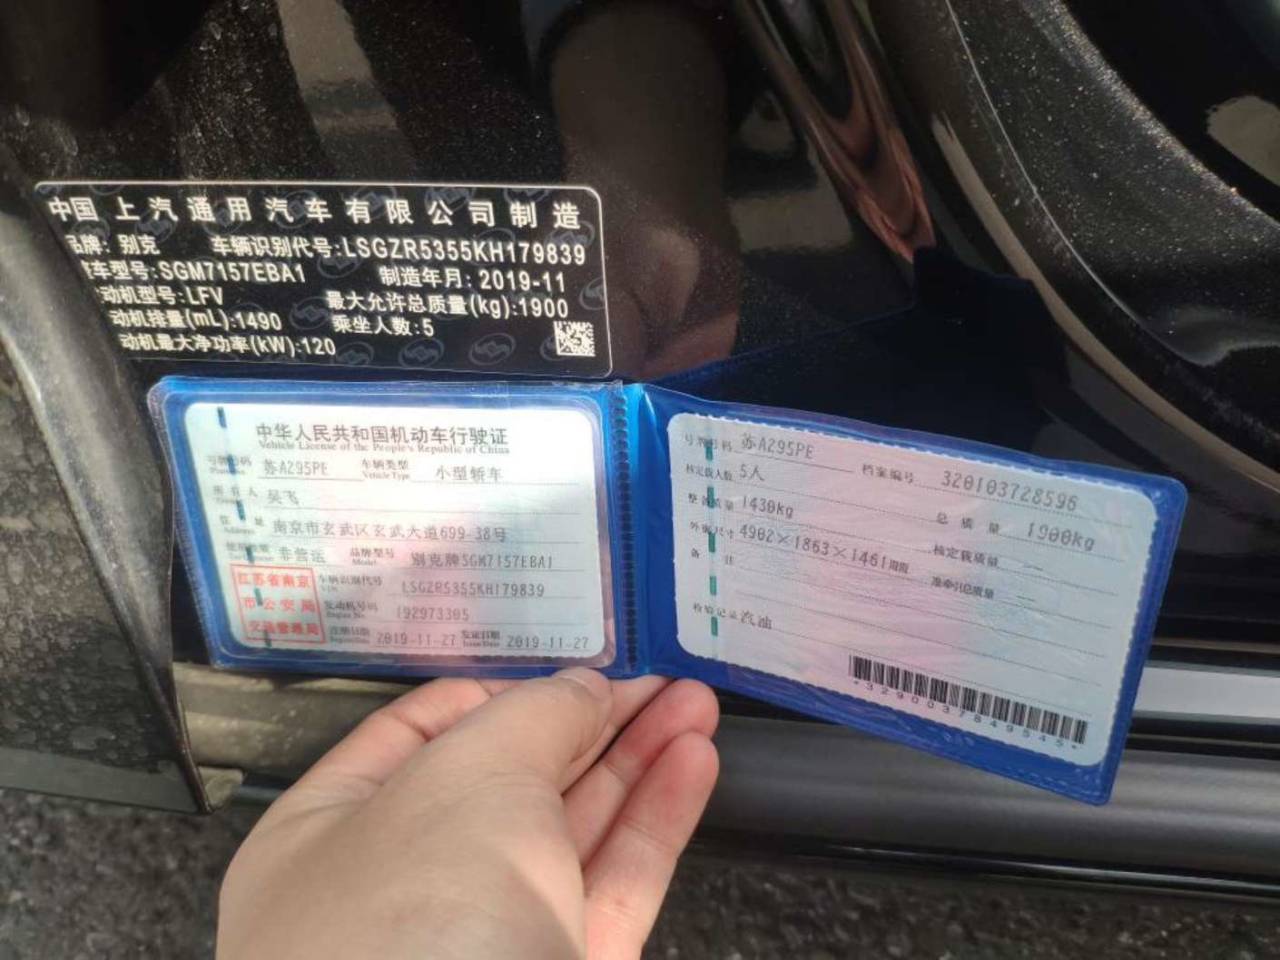 中国 上汽通用汽车有限公司制造
品牌: 别克 车辆识别代号:LSGZR5355KH179839
车型号:SGM7157EBA1 制造年月: 2019-11
动机型号:LFV 最大允许总质量(kg):1900
动机排量(mL):1490 乘坐人数:5
动机最大净功率(kW):120
中华人民共和国机动车行驶证
Vehicle License of the People's Republic of China
号牌号码 苏A295PE 车辆类型 Vehicle Type 小型轿车
所有人 吴飞
住址 南京市玄武区玄武大道699-38号
非营运 品牌型号 Model 别克牌SGM7157EBA1
江苏省南京市公安局交通管理局
车辆识别代号 VIN LSGZR5355KH179839
发动机号码 Engine No. 192973305
注册日期 Register Date 2019-11-27 发证日期 Issue Date 2019-11-27
号牌号码 苏A295PE 档案编号 320103728596
核定载人数 5人 总质量 1900kg
整备质量 1430kg 核定载质量 —
外廓尺寸 4902×1863×1461mm 准牵引总质量 —
备注
检验记录 汽油
*3290037849545*